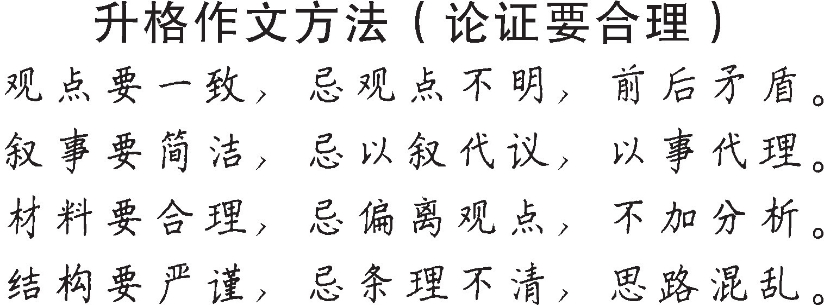 升格作文方法（论证要合理）
观点要一致，忌观点不明，前后矛盾。
叙事要简洁，忌以叙代议，以事代理。
材料要合理，忌偏离观点，不加分析。
结构要严谨，忌条理不清，思路混乱。